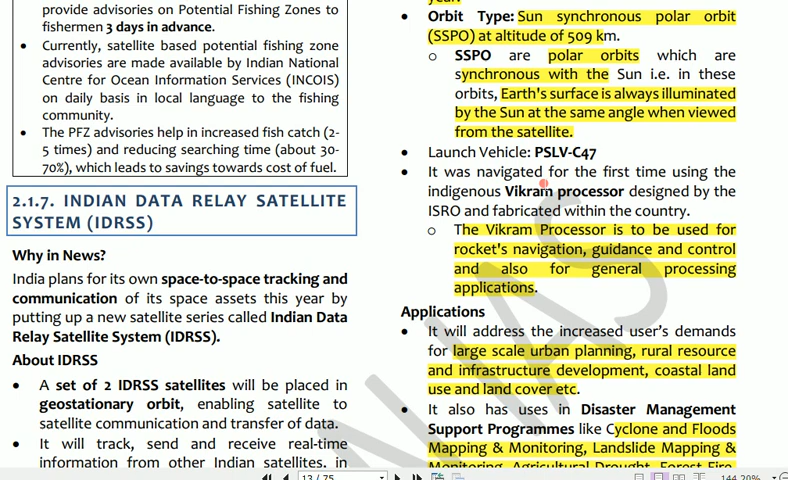 provide advisories on Potential Fishing Zones to
fishermen 3 days in advance.
• Currently, satellite based potential fishing zone
advisories are made available by Indian National
Centre for Ocean Information Services (INCOIS)
on daily basis in local language to the fishing
community.
• The PFZ advisories help in increased fish catch (2-
5 times) and reducing searching time (about 30-
70%), which leads to savings towards cost of fuel.
2.1.7. INDIAN DATA RELAY SATELLITE
SYSTEM (IDRSS)
Why in News?
India plans for its own space-to-space tracking and
communication of its space assets this year by
putting up a new satellite series called Indian Data
Relay Satellite System (IDRSS).
About IDRSS
• A set of 2 IDRSS satellites will be placed in
geostationary orbit, enabling satellite to
satellite communication and transfer of data.
• It will track, send and receive real-time
information from other Indian satellites, in
year.
• Orbit Type: Sun synchronous polar orbit
(SSPO) at altitude of 509 km.
o SSPO are polar orbits which are
synchronous with the Sun i.e. in these
orbits, Earth's surface is always illuminated
by the Sun at the same angle when viewed
from the satellite.
• Launch Vehicle: PSLV-C47
• It was navigated for the first time using the
indigenous Vikram processor designed by the
ISRO and fabricated within the country.
o The Vikram Processor is to be used for
rocket's navigation, guidance and control
and also for general processing
applications.
Applications
• It will address the increased user's demands
for large scale urban planning, rural resource
and infrastructure development, coastal land
use and land cover etc.
• It also has uses in Disaster Management
Support Programmes like Cyclone and Floods
Mapping & Monitoring, Landslide Mapping &
Monitoring, Agricultural Drought, Forest Fire,
N IAS
13 / 75
144.20%